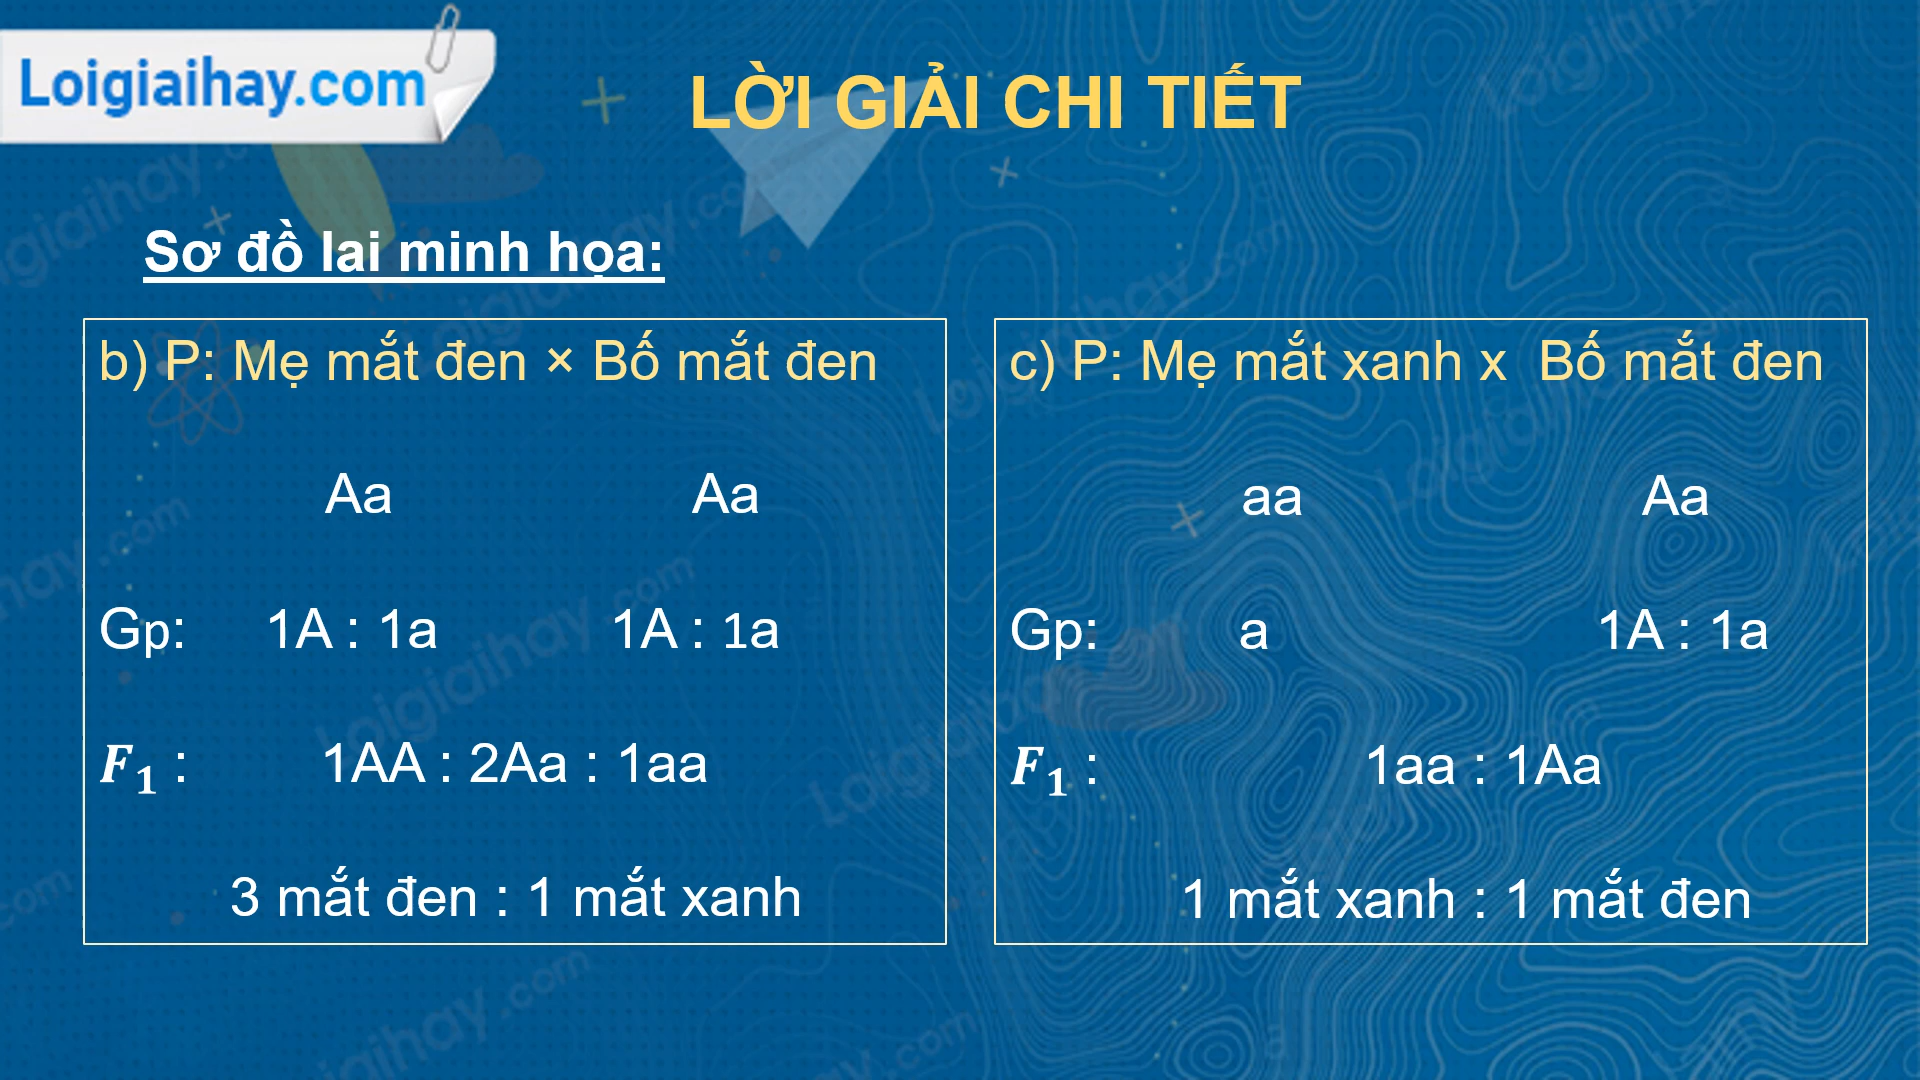 Loigiaihay.com
LỜI GIẢI CHI TIẾT
Sơ đồ lai minh họa:
b) P: Mẹ mắt đen × Bố mắt đen
Aa Aa
Gp: 1A : 1a 1A : 1a
F₁ : 1AA : 2Aa : 1aa
3 mắt đen : 1 mắt xanh
c) P: Mẹ mắt xanh x Bố mắt đen
aa Aa
Gp: a 1A : 1a
F₁ : 1aa : 1Aa
1 mắt xanh : 1 mắt đen